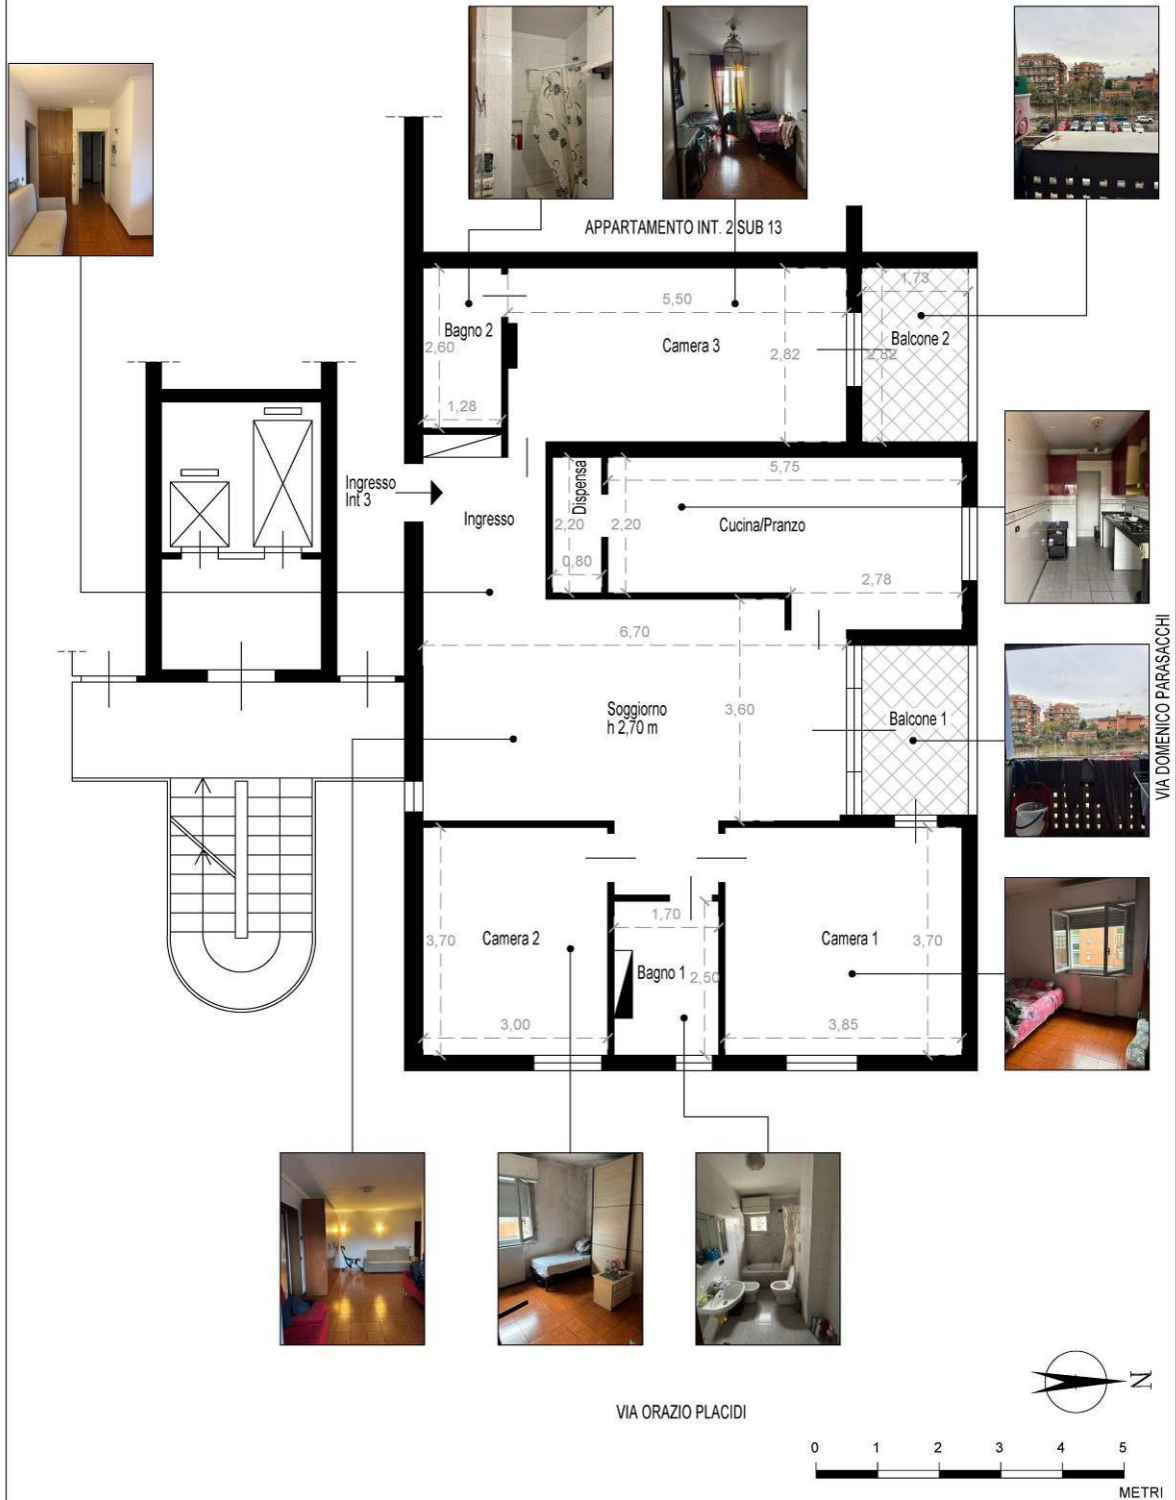 APPARTAMENTO INT. 2 SUB 13
1,73
5,50
Bagno 2
Camera 3
Balcone 2
2,60
2,82
2,82
1,28
Ingresso
Int 3
Ingresso
Dispensa
5,75
2,20
2,20
Cucina/Pranzo
0,80
2,78
6,70
Soggiorno
h 2,70 m
3,60
Balcone 1
VIA DOMENICO PARASACCHI
1,70
Camera 2
3,70
Camera 1
3,70
Bagno 1
2,50
3,00
3,85
VIA ORAZIO PLACIDI
N
0 1 2 3 4 5
METRI